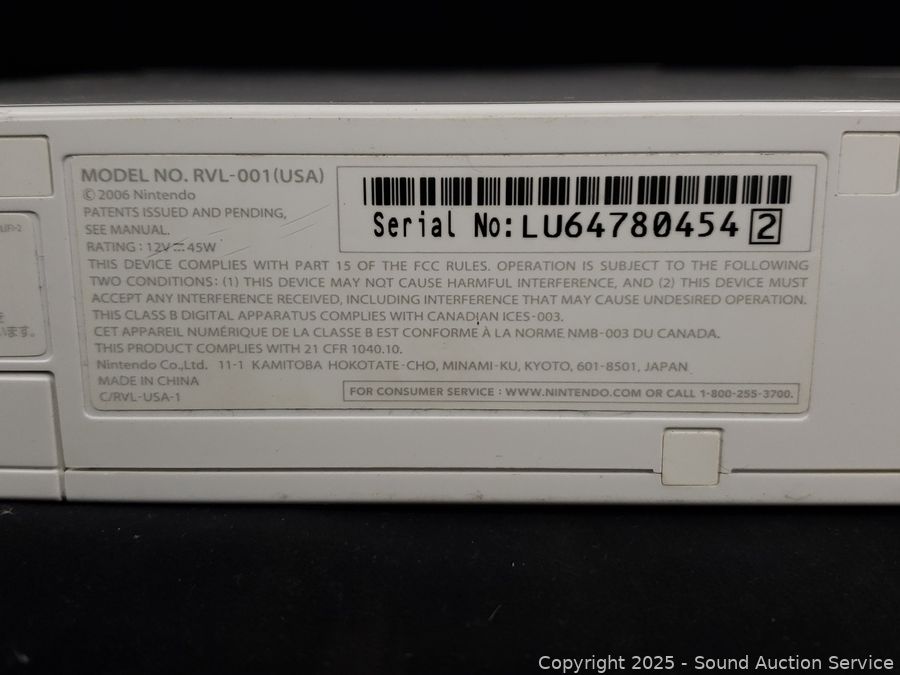 MODEL NO. RVL-001(USA)
© 2006 Nintendo
PATENTS ISSUED AND PENDING,
SEE MANUAL.
RATING : 12V⎓45W
Serial No:LU64780454 2
THIS DEVICE COMPLIES WITH PART 15 OF THE FCC RULES. OPERATION IS SUBJECT TO THE FOLLOWING
TWO CONDITIONS: (1) THIS DEVICE MAY NOT CAUSE HARMFUL INTERFERENCE, AND (2) THIS DEVICE MUST
ACCEPT ANY INTERFERENCE RECEIVED, INCLUDING INTERFERENCE THAT MAY CAUSE UNDESIRED OPERATION.
THIS CLASS B DIGITAL APPARATUS COMPLIES WITH CANADIAN ICES-003.
CET APPAREIL NUMÉRIQUE DE LA CLASSE B EST CONFORME À LA NORME NMB-003 DU CANADA.
THIS PRODUCT COMPLIES WITH 21 CFR 1040.10.
Nintendo Co.,Ltd. 11-1 KAMITOBA HOKOTATE-CHO, MINAMI-KU, KYOTO, 601-8501, JAPAN
MADE IN CHINA
C/RVL-USA-1
FOR CONSUMER SERVICE : WWW.NINTENDO.COM OR CALL 1-800-255-3700.
います。
Copyright © 2025 - Sound Auction Service